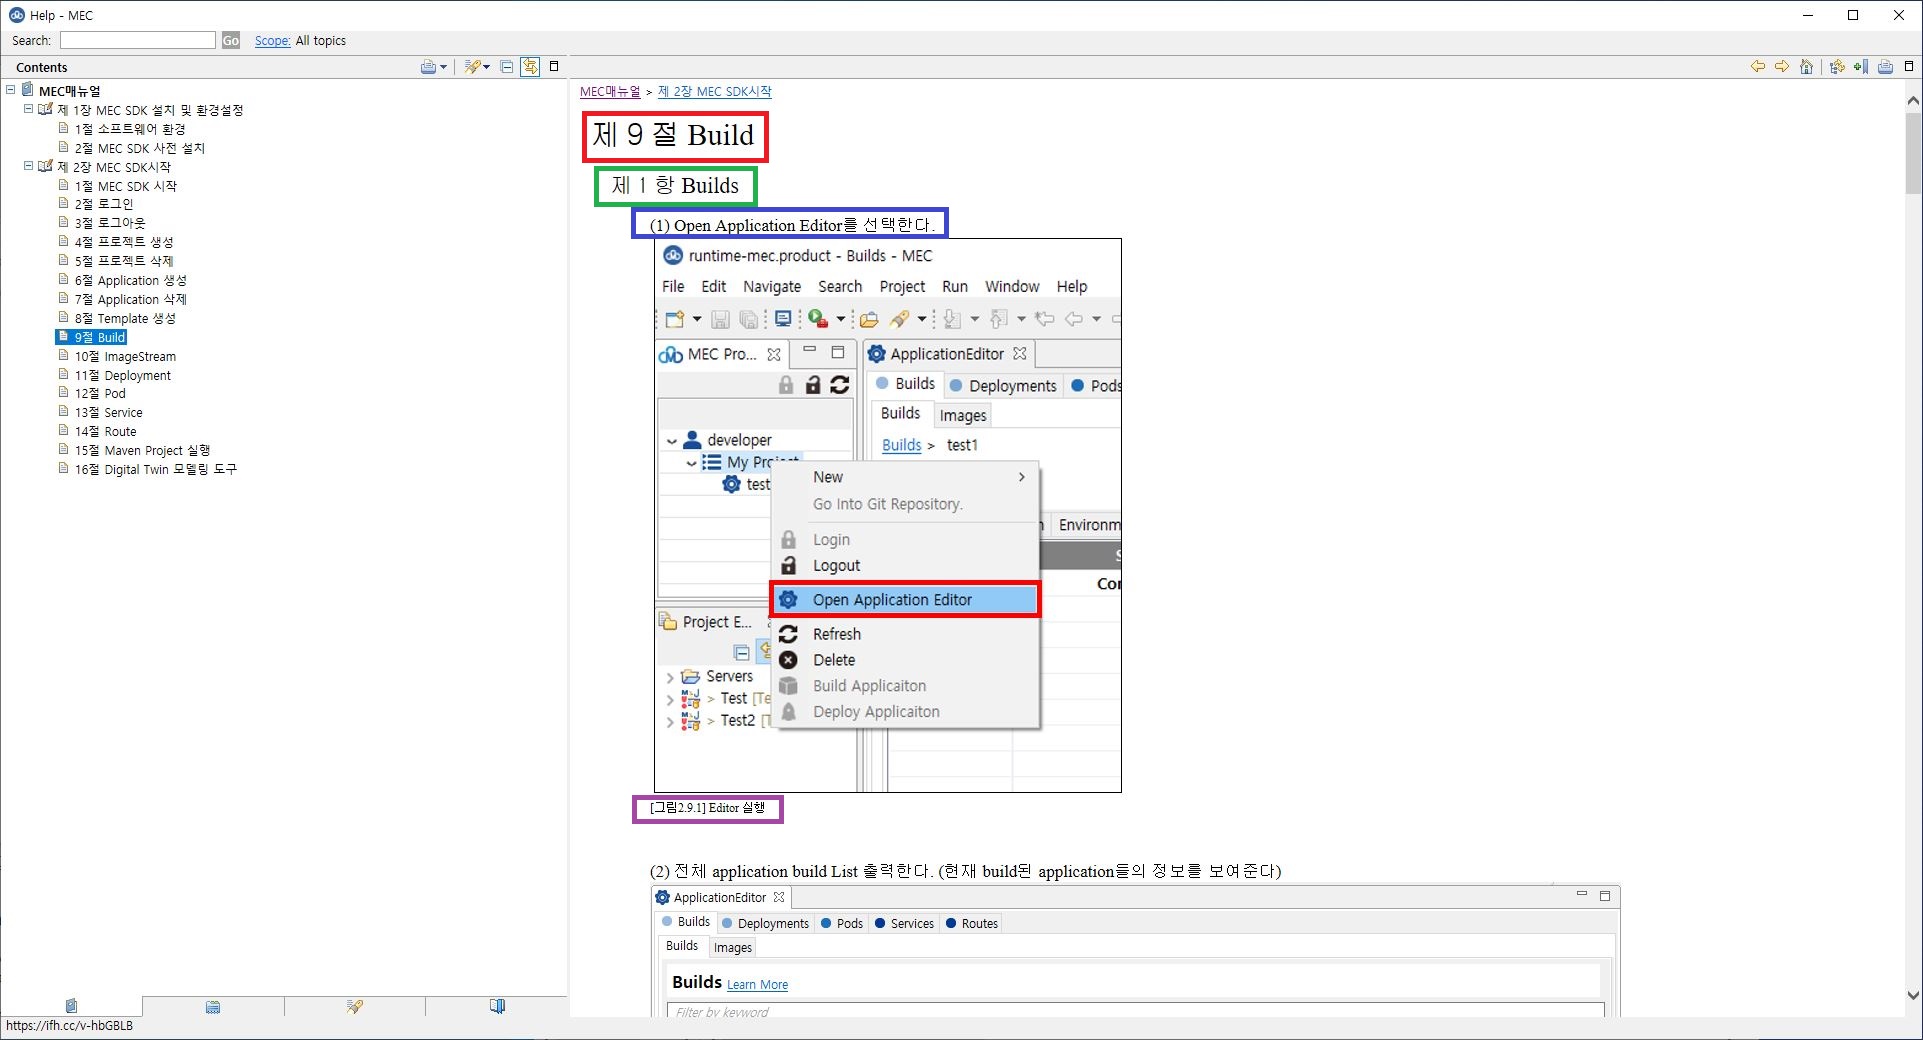 Help - MEC
Search: Go Scope: All topics
Contents
MEC매뉴얼
제 1장 MEC SDK 설치 및 환경설정
1절 소프트웨어 환경
2절 MEC SDK 사전 설치
제 2장 MEC SDK시작
1절 MEC SDK 시작
2절 로그인
3절 로그아웃
4절 프로젝트 생성
5절 프로젝트 삭제
6절 Application 생성
7절 Application 삭제
8절 Template 생성
9절 Build
10절 ImageStream
11절 Deployment
12절 Pod
13절 Service
14절 Route
15절 Maven Project 실행
16절 Digital Twin 모델링 도구
https://ifh.cc/v-hbGBLB
MEC매뉴얼 > 제 2장 MEC SDK시작
제 9 절 Build
제 1 항 Builds
(1) Open Application Editor를 선택한다.
runtime-mec.product - Builds - MEC
File Edit Navigate Search Project Run Window Help
MEC Pro...
developer
My Project
test
Project E...
Servers
> Test [Te
> Test2 [T
ApplicationEditor
Builds Deployments Pods
Builds Images
Builds > test1
Environm
Cor
New
Go Into Git Repository.
Login
Logout
Open Application Editor
Refresh
Delete
Build Applicaiton
Deploy Applicaiton
[그림2.9.1] Editor 실행
(2) 전체 application build List 출력한다. (현재 build된 application들의 정보를 보여준다)
ApplicationEditor
Builds Deployments Pods Services Routes
Builds Images
Builds Learn More
Filter by keyword